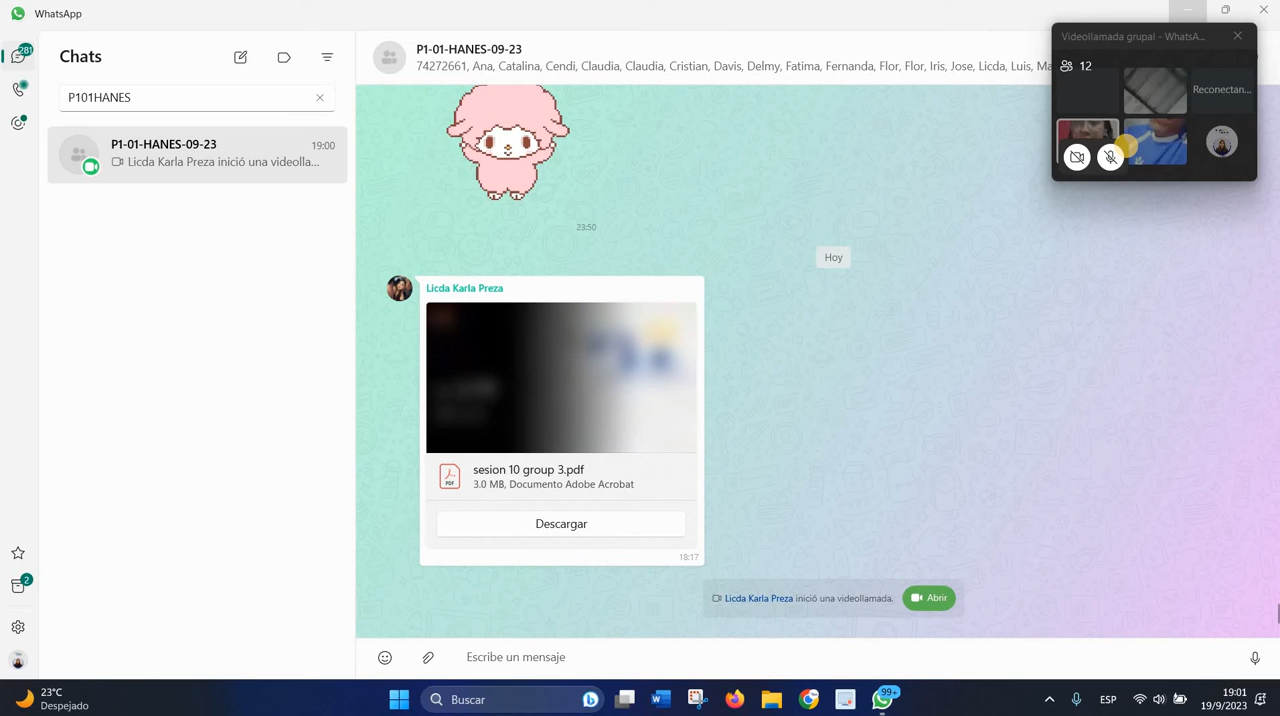 WhatsApp
281
Chats
P101HANES
P1-01-HANES-09-23
19:00
Licda Karla Preza inició una videolla...
P1-01-HANES-09-23
74272661, Ana, Catalina, Cendi, Claudia, Claudia, Cristian, Davis, Delmy, Fatima, Fernanda, Flor, Flor, Iris, Jose, Licda, Luis, Ma
Videollamada grupal - WhatsA...
12
Reconectan...
23:50
Hoy
Licda Karla Preza
sesion 10 group 3.pdf
PDF
3.0 MB, Documento Adobe Acrobat
Descargar
18:17
Licda Karla Preza inició una videollamada.
Abrir
2
Escribe un mensaje
23°C
Despejado
Buscar
99+
ESP
19:01
19/9/2023